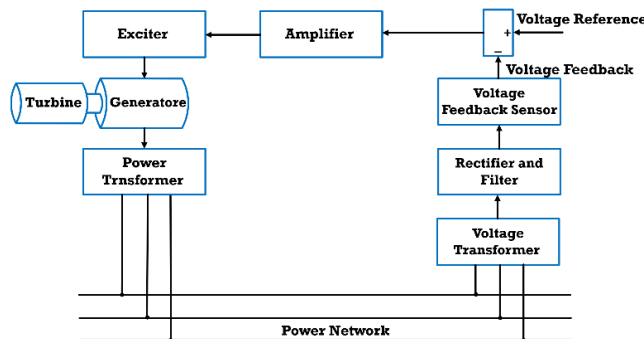 Voltage Reference
Exciter
Amplifier
+
−
Voltage Feedback
Turbine
Generatore
Voltage
Feedback Sensor
Power
Trnsformer
Rectifier and
Filter
Voltage
Transformer
Power Network